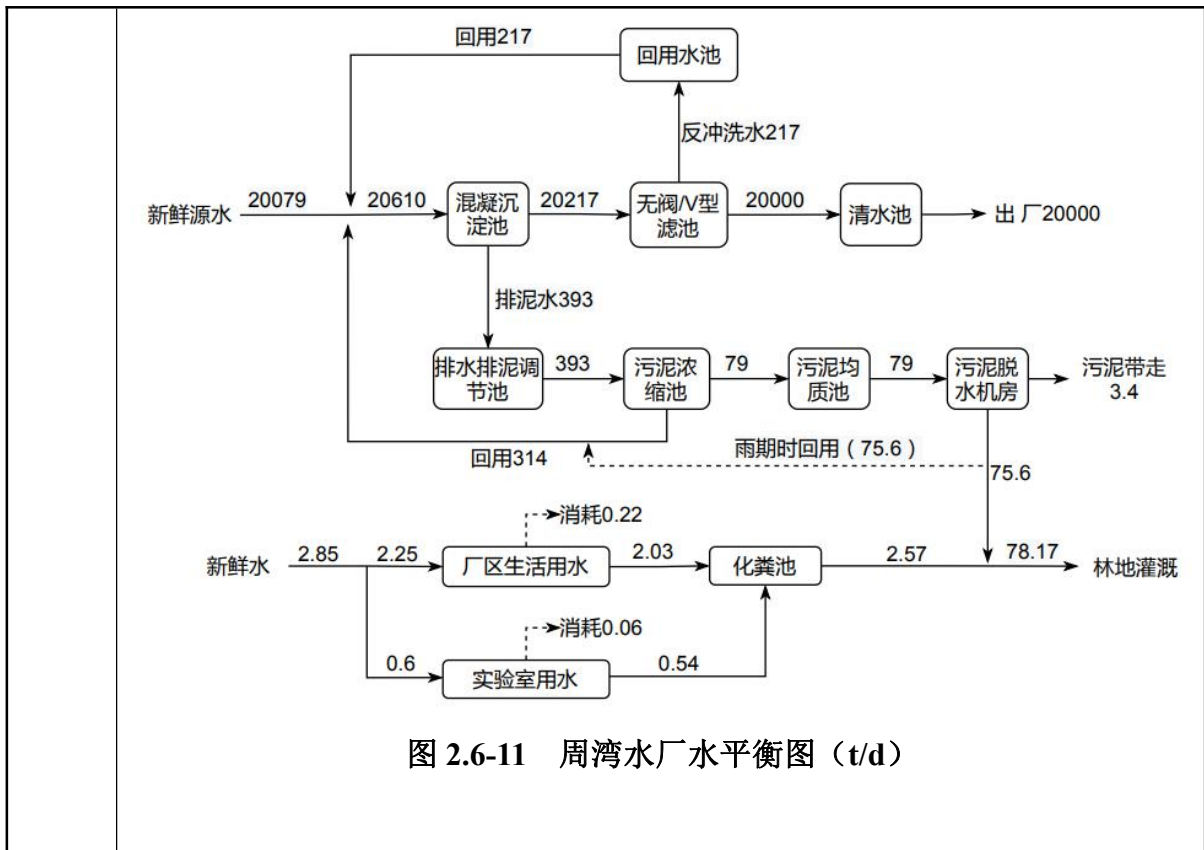 回用217
回用水池
反冲洗水217
新鲜源水
20079
20610
混凝沉
淀池
20217
无阀/V型
滤池
20000
清水池
出 厂20000
排泥水393
排水排泥调
节池
393
污泥浓
缩池
79
污泥均
质池
79
污泥脱
水机房
污泥带走
3.4
回用314
雨期时回用（75.6）
75.6
消耗0.22
新鲜水
2.85
2.25
厂区生活用水
2.03
化粪池
2.57
78.17
林地灌溉
消耗0.06
0.6
实验室用水
0.54
图 2.6-11 周湾水厂水平衡图（t/d）